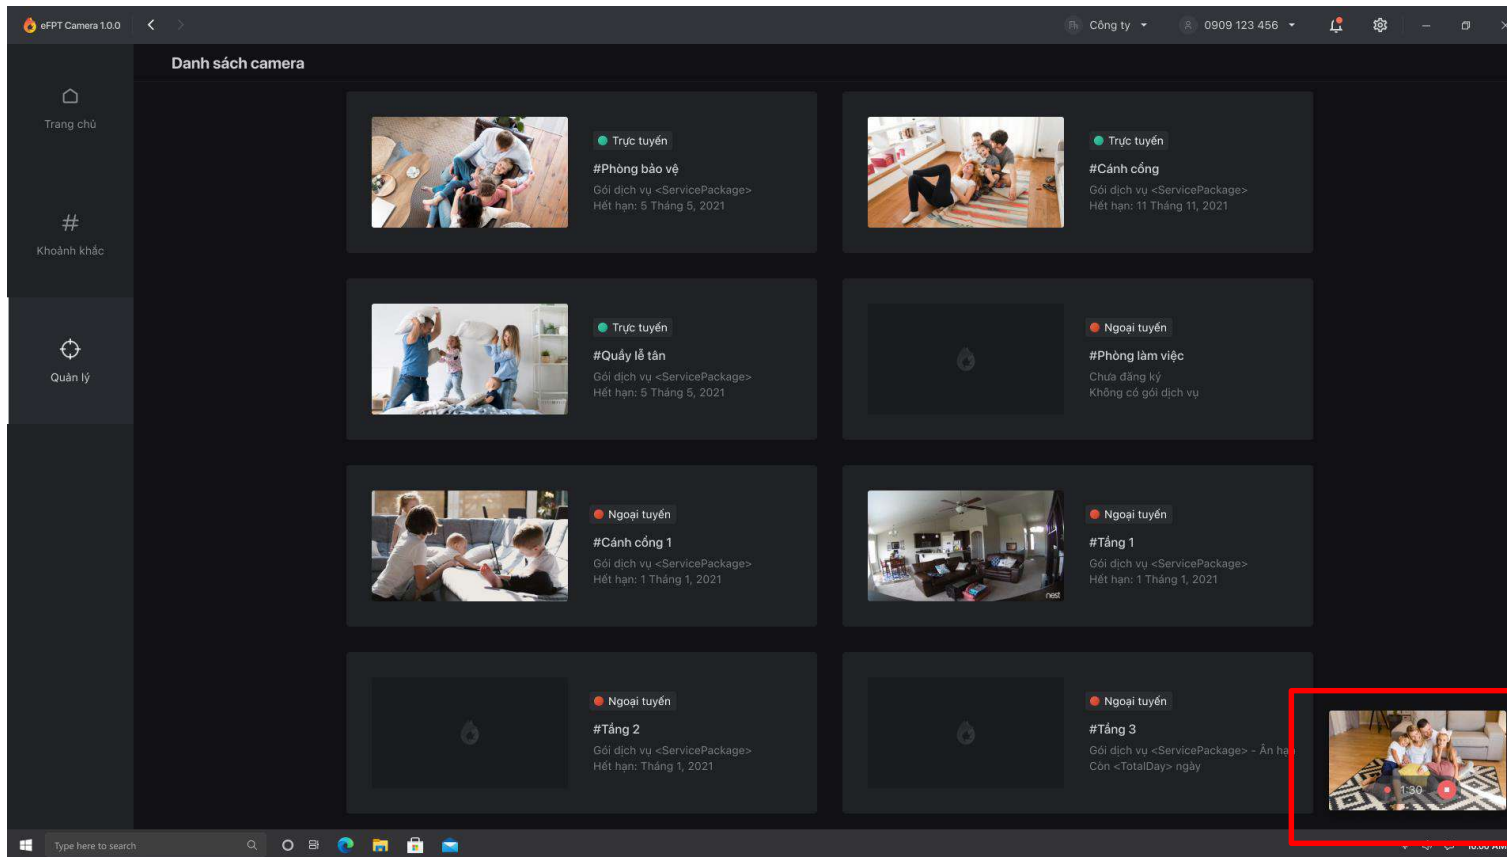 eFPT Camera 1.0.0
Công ty
0909 123 456
Danh sách camera
Trang chủ
Khoảnh khắc
Quản lý
Trực tuyến
#Phòng bảo vệ
Gói dịch vụ <ServicePackage>
Hết hạn: 5 Tháng 5, 2021
Trực tuyến
#Cánh cổng
Gói dịch vụ <ServicePackage>
Hết hạn: 11 Tháng 11, 2021
Trực tuyến
#Quầy lễ tân
Gói dịch vụ <ServicePackage>
Hết hạn: 5 Tháng 5, 2021
Ngoại tuyến
#Phòng làm việc
Chưa đăng ký
Không có gói dịch vụ
Ngoại tuyến
#Cánh cổng 1
Gói dịch vụ <ServicePackage>
Hết hạn: 1 Tháng 1, 2021
Ngoại tuyến
#Tầng 1
Gói dịch vụ <ServicePackage>
Hết hạn: 1 Tháng 1, 2021
nest
Ngoại tuyến
#Tầng 2
Gói dịch vụ <ServicePackage>
Hết hạn: Tháng 1, 2021
Ngoại tuyến
#Tầng 3
Gói dịch vụ <ServicePackage> - Ân hạn
Còn <TotalDay> ngày
1:30
Type here to search
10:00 AM